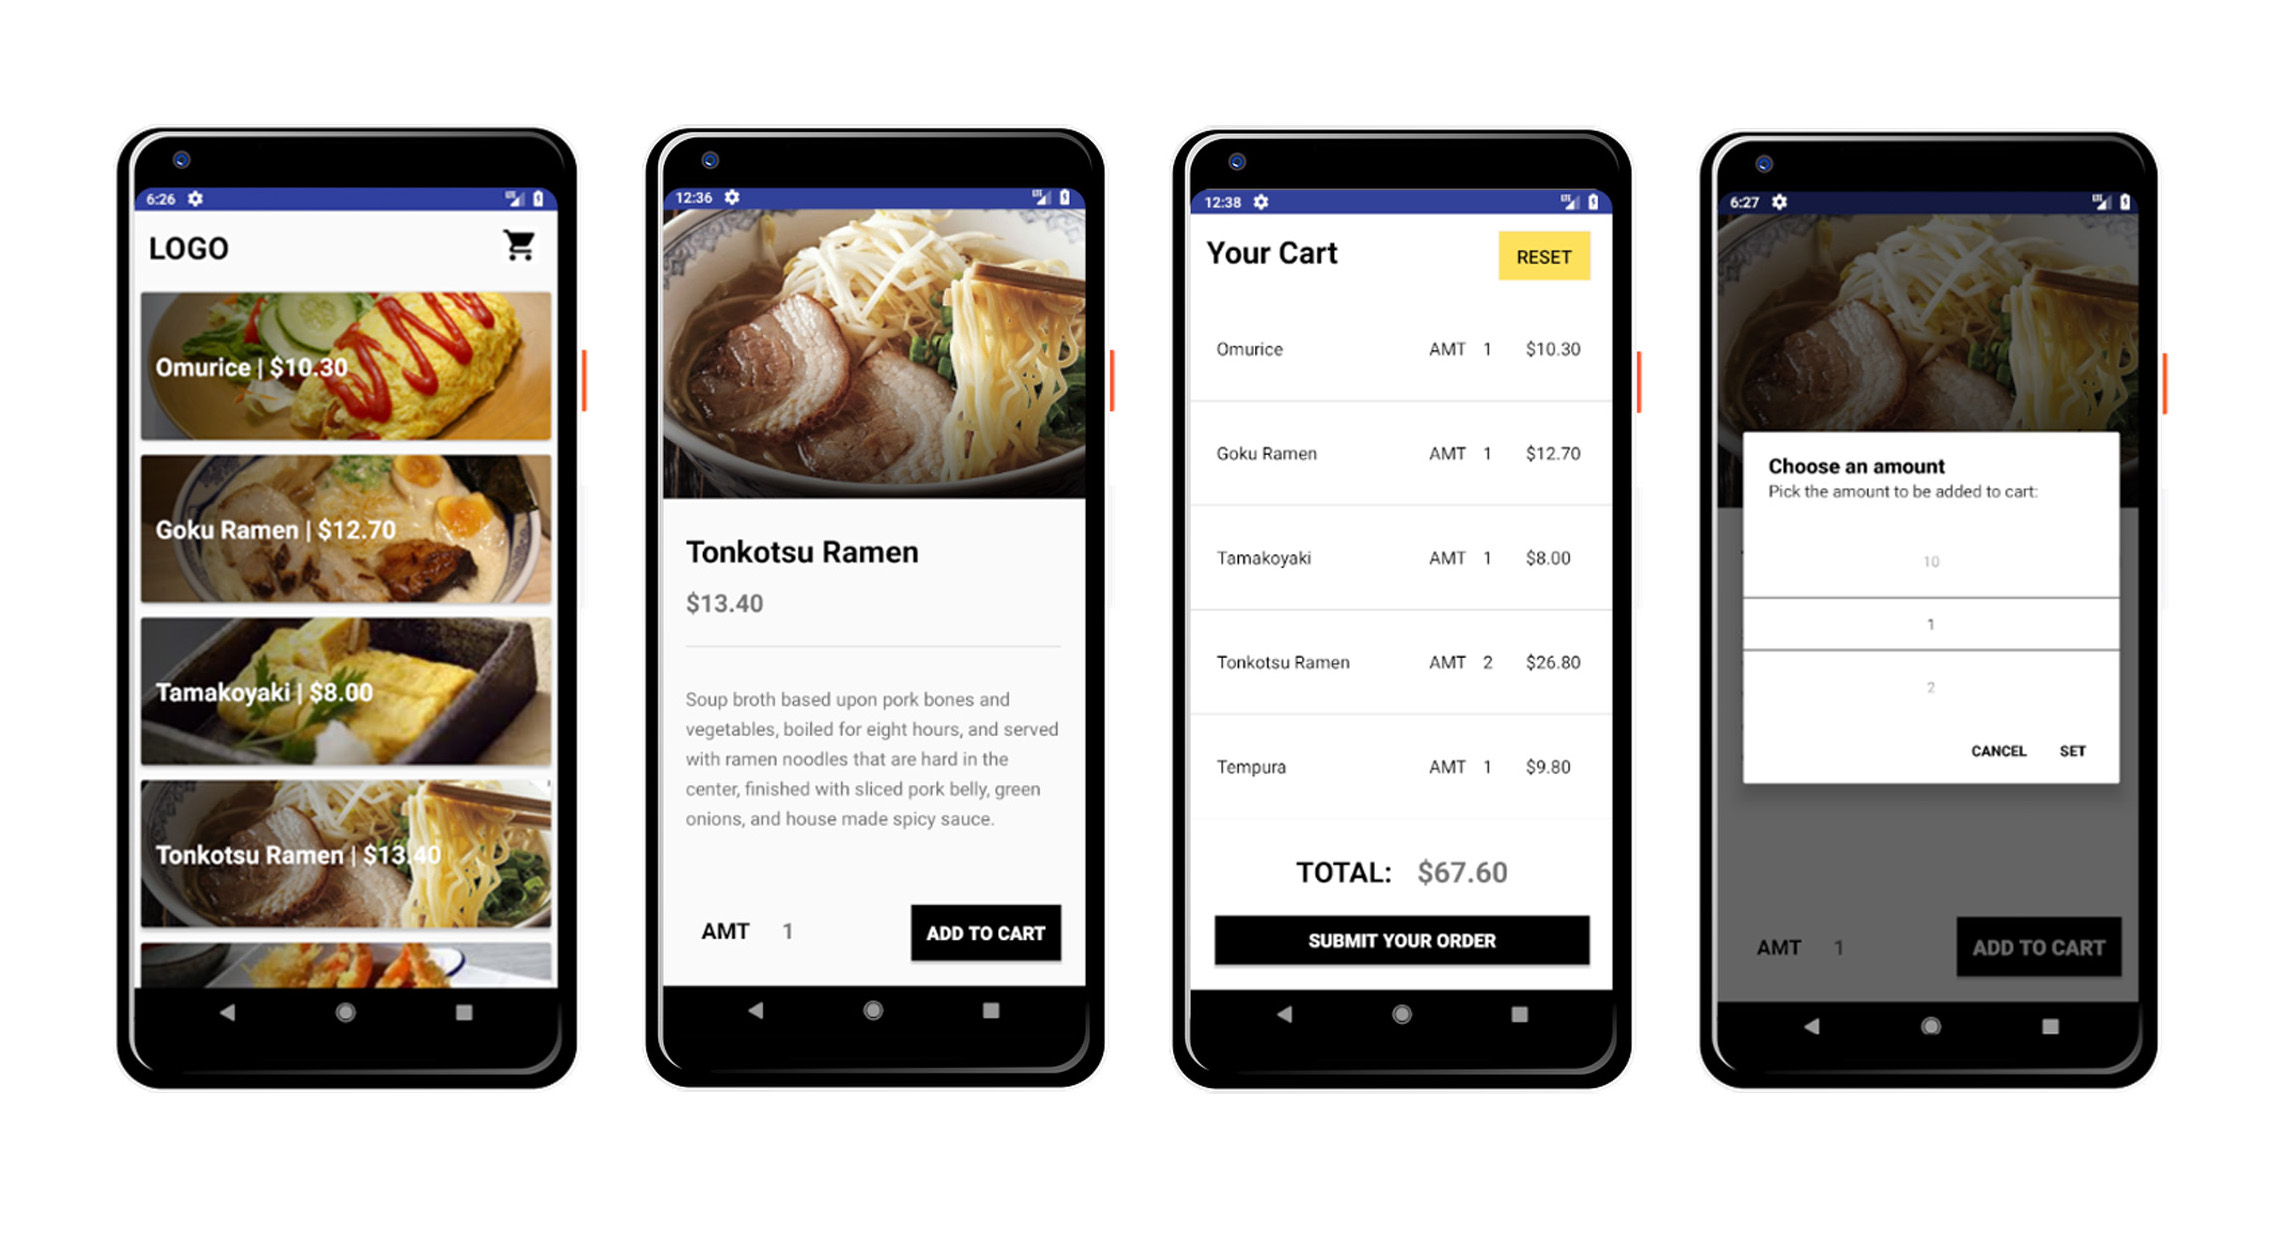 6:26
LTE
LOGO
Omurice | $10.30
Goku Ramen | $12.70
Tamakoyaki | $8.00
Tonkotsu Ramen | $13.40
12:36
LTE
Tonkotsu Ramen
$13.40
Soup broth based upon pork bones and
vegetables, boiled for eight hours, and served
with ramen noodles that are hard in the
center, finished with sliced pork belly, green
onions, and house made spicy sauce.
AMT 1
ADD TO CART
12:38
LTE
Your Cart
RESET
Omurice AMT 1 $10.30
Goku Ramen AMT 1 $12.70
Tamakoyaki AMT 1 $8.00
Tonkotsu Ramen AMT 2 $26.80
Tempura AMT 1 $9.80
TOTAL: $67.60
SUBMIT YOUR ORDER
6:27
LTE
Choose an amount
Pick the amount to be added to cart:
10
1
2
CANCEL SET
AMT 1
ADD TO CART